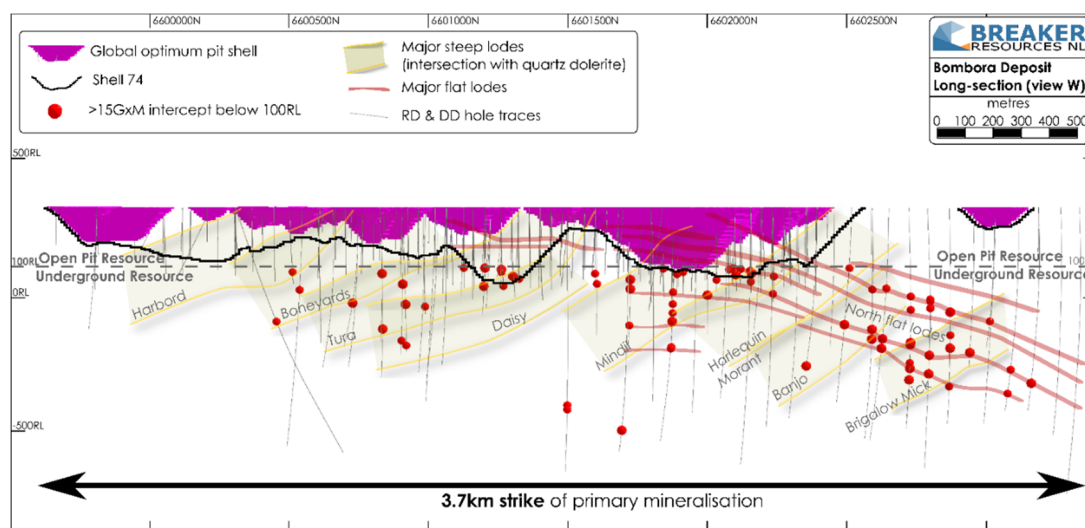 6600000N
6600500N
6601000N
6601500N
6602000N
6602500N
Global optimum pit shell
Shell 74
>15GxM intercept below 100RL
Major steep lodes
(intersection with quartz dolerite)
Major flat lodes
RD & DD hole traces
BREAKER
RESOURCES NL
Bombora Deposit
Long-section (view W)
metres
0 100 200 300 400 500
500RL
100RL
Open Pit Resource
Underground Resource
0RL
-500RL
Open Pit Resource
Underground Resource
Harbord
Boheyards
Tura
Daisy
Mindil
Harlequin
Morant
Banjo
North flat lodes
Brigalow Mick
3.7km strike of primary mineralisation